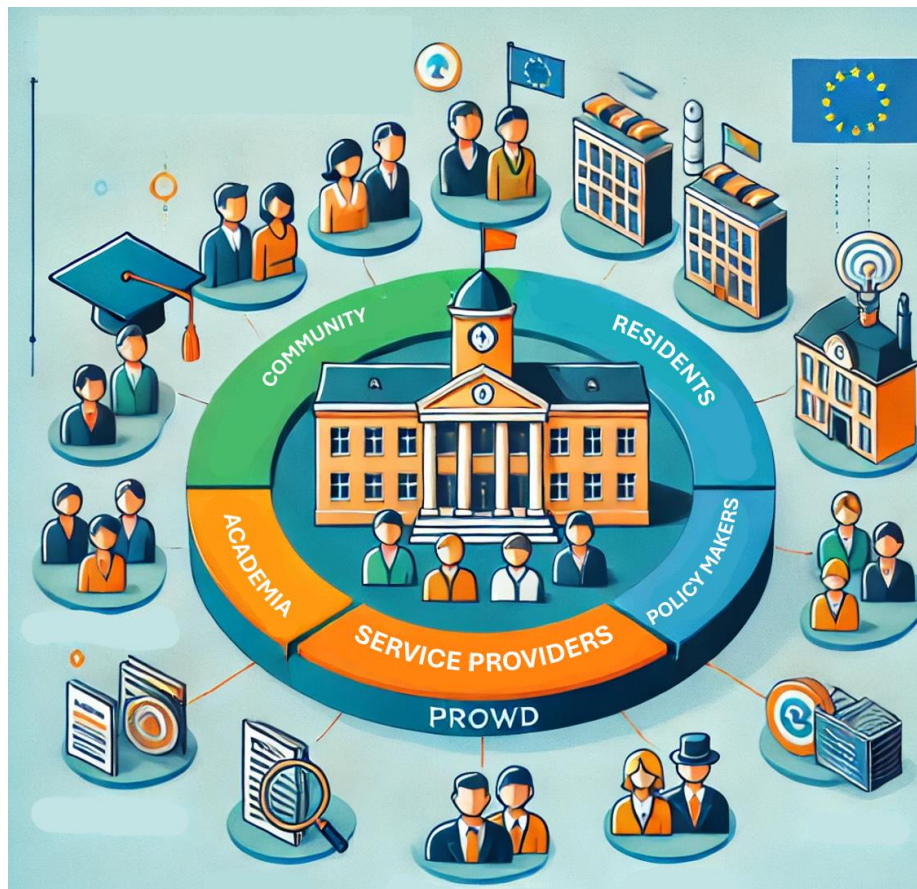 COMMUNITY
RESIDENTS
ACADEMIA
POLICY MAKERS
SERVICE PROVIDERS
PROWD